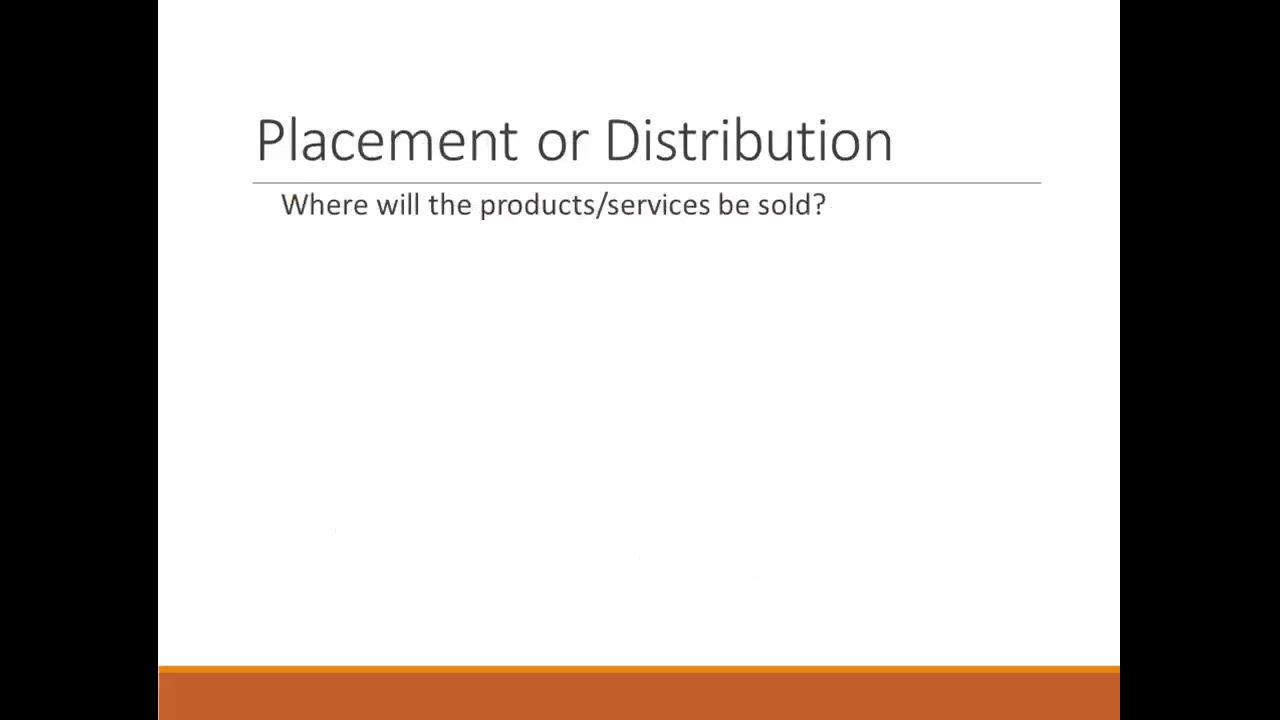 Placement or Distribution
Where will the products/services be sold?